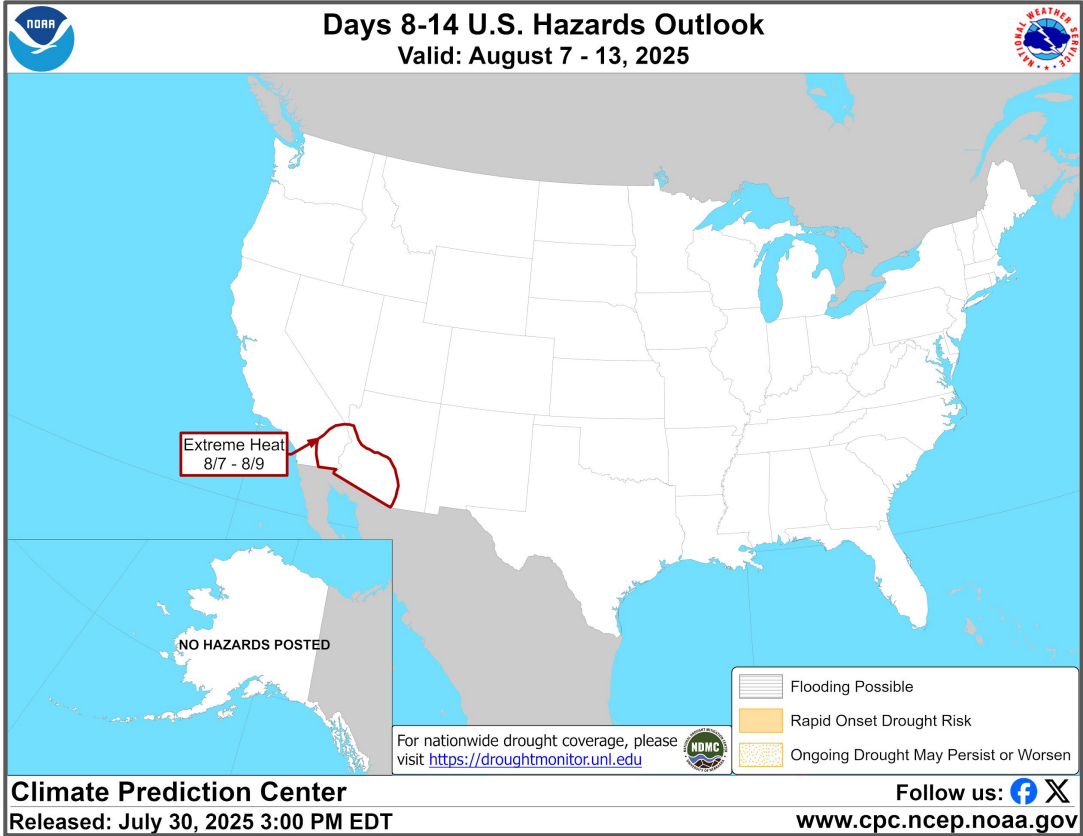 NOAA
Days 8-14 U.S. Hazards Outlook
Valid: August 7 - 13, 2025
NATIONAL WEATHER SERVICE
Extreme Heat
8/7 - 8/9
NO HAZARDS POSTED
For nationwide drought coverage, please
visit https://droughtmonitor.unl.edu
NDMC
Flooding Possible
Rapid Onset Drought Risk
Ongoing Drought May Persist or Worsen
Climate Prediction Center
Released: July 30, 2025 3:00 PM EDT
Follow us:
www.cpc.ncep.noaa.gov